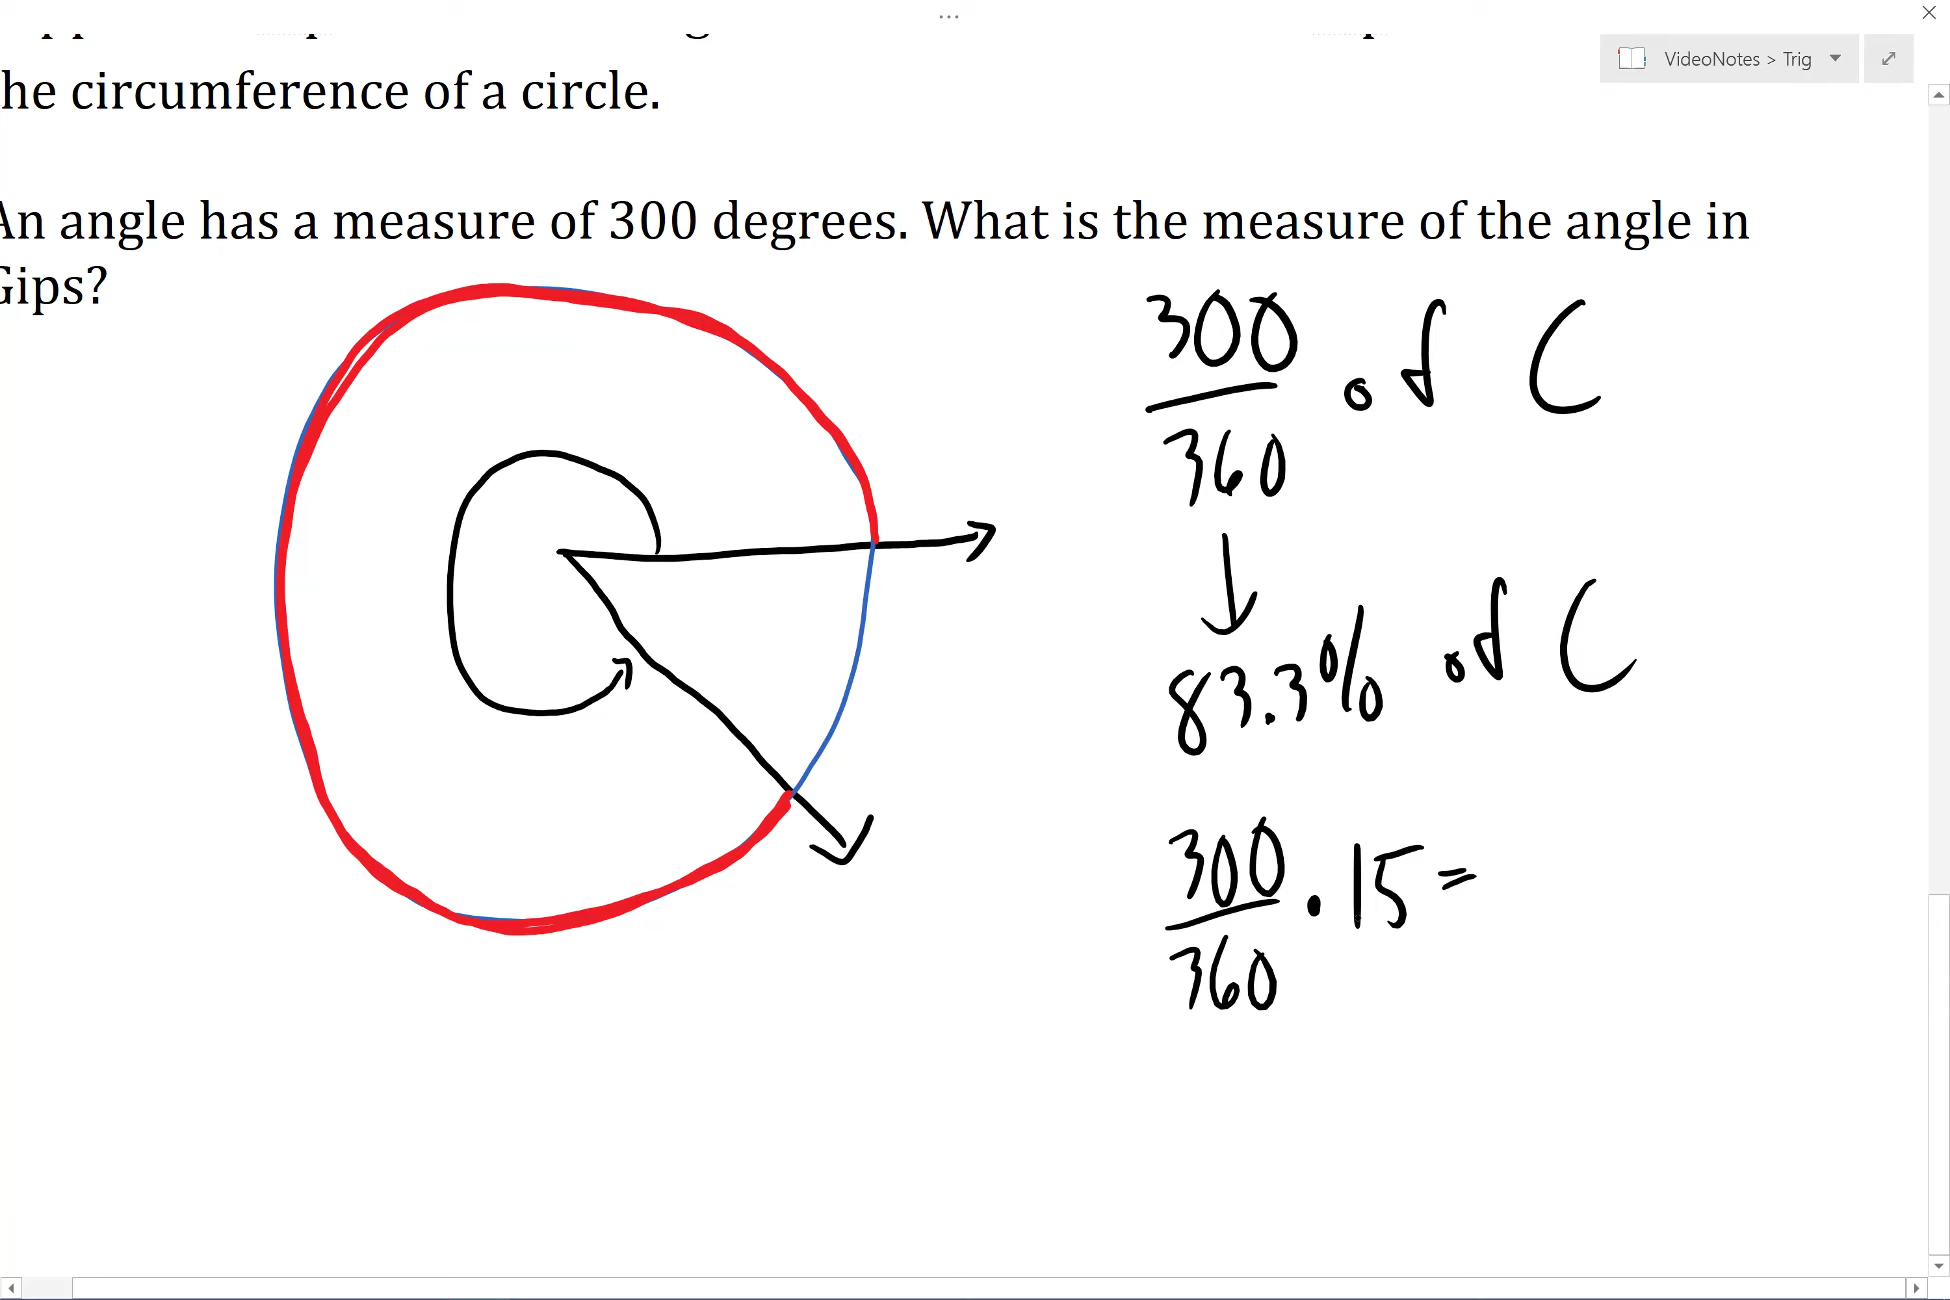 VideoNotes > Trig
he circumference of a circle.
An angle has a measure of 300 degrees. What is the measure of the angle in
Gips?
300
360
of C
83.3% of C
300
360
· 15 =